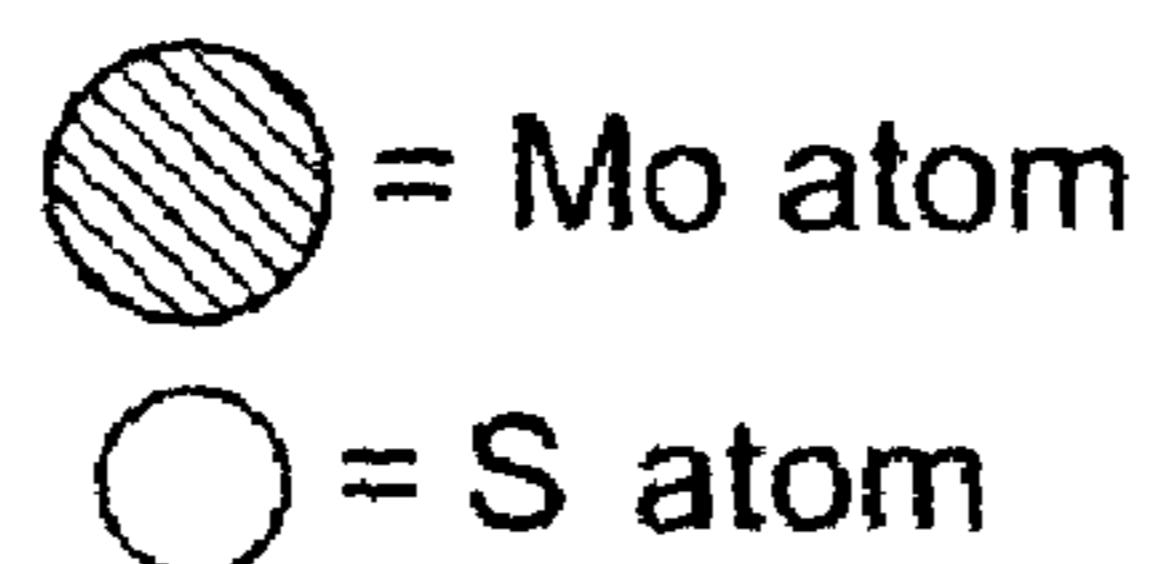 = Mo atom
= S atom